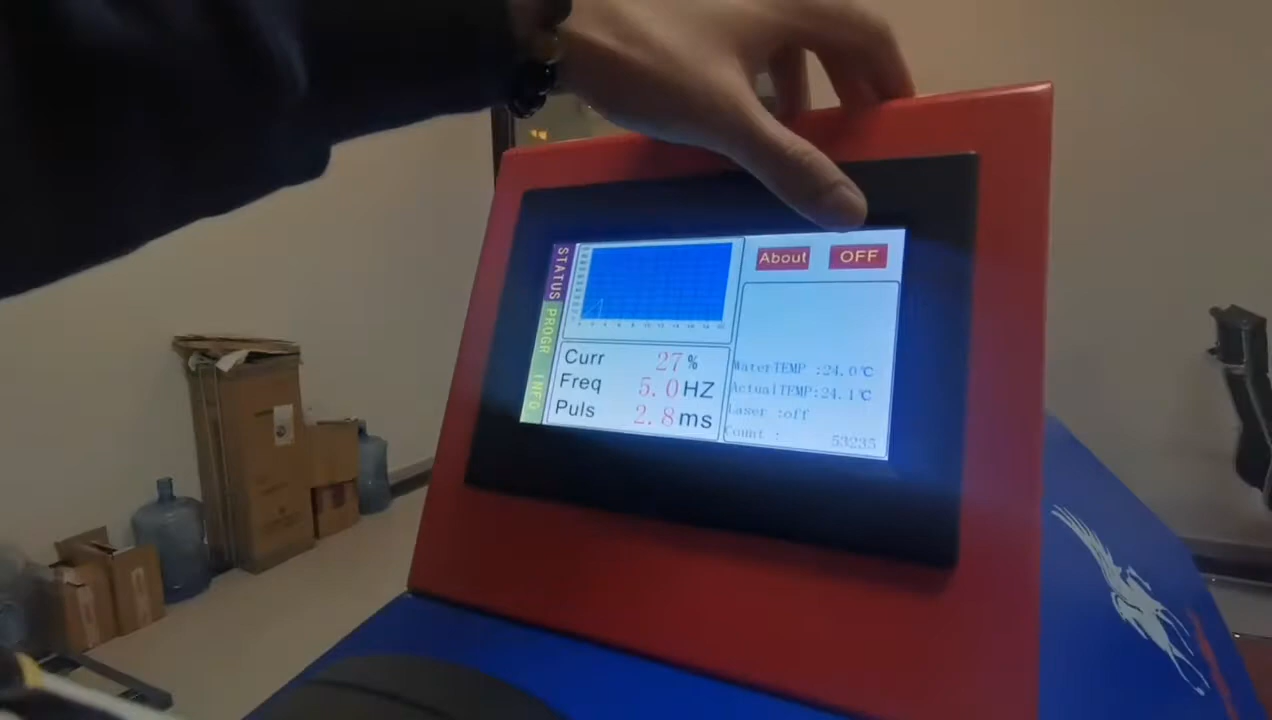 STATUS
PROGR
INFO
About
OFF
Curr 27 %
Freq 5.0 HZ
Puls 2.8 ms
WaterTEMP :24.0℃
ActualTEMP:24.1℃
Laser :off
Count : 53235